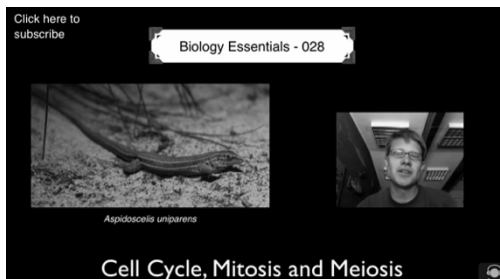 Click here to
subscribe
Biology Essentials - 028
Aspidoscelis uniparens
Cell Cycle, Mitosis and Meiosis